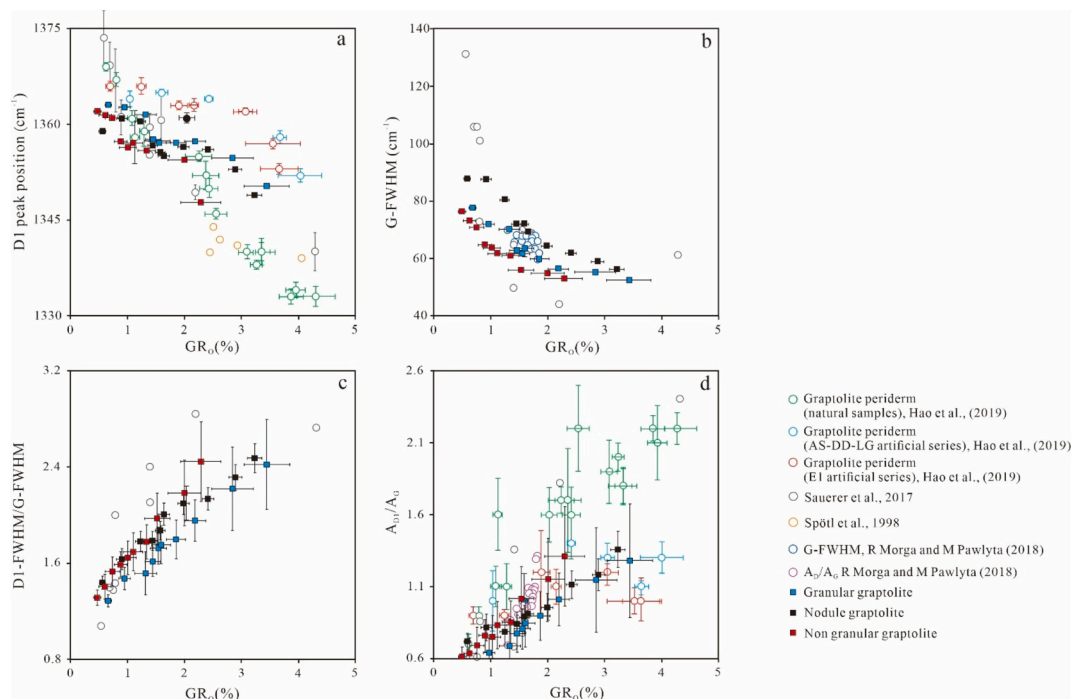 a
1375
1360
1345
1330
D1 peak position (cm⁻¹)
0 1 2 3 4 5
GRₒ(%)
b
140
120
100
80
60
40
G-FWHM (cm⁻¹)
0 1 2 3 4 5
GRₒ(%)
c
3.2
2.4
1.6
0.8
D1-FWHM/G-FWHM
0 1 2 3 4 5
GRₒ(%)
d
2.6
2.1
1.6
1.1
0.6
A_D1/A_G
0 1 2 3 4 5
GRₒ(%)
Graptolite periderm
(natural samples), Hao et al., (2019)
Graptolite periderm
(AS-DD-LG artificial series), Hao et al., (2019)
Graptolite periderm
(E1 artificial series), Hao et al., (2019)
Sauerer et al., 2017
Spötl et al., 1998
G-FWHM, R Morga and M Pawlyta (2018)
A_D/A_G R Morga and M Pawlyta (2018)
Granular graptolite
Nodule graptolite
Non granular graptolite